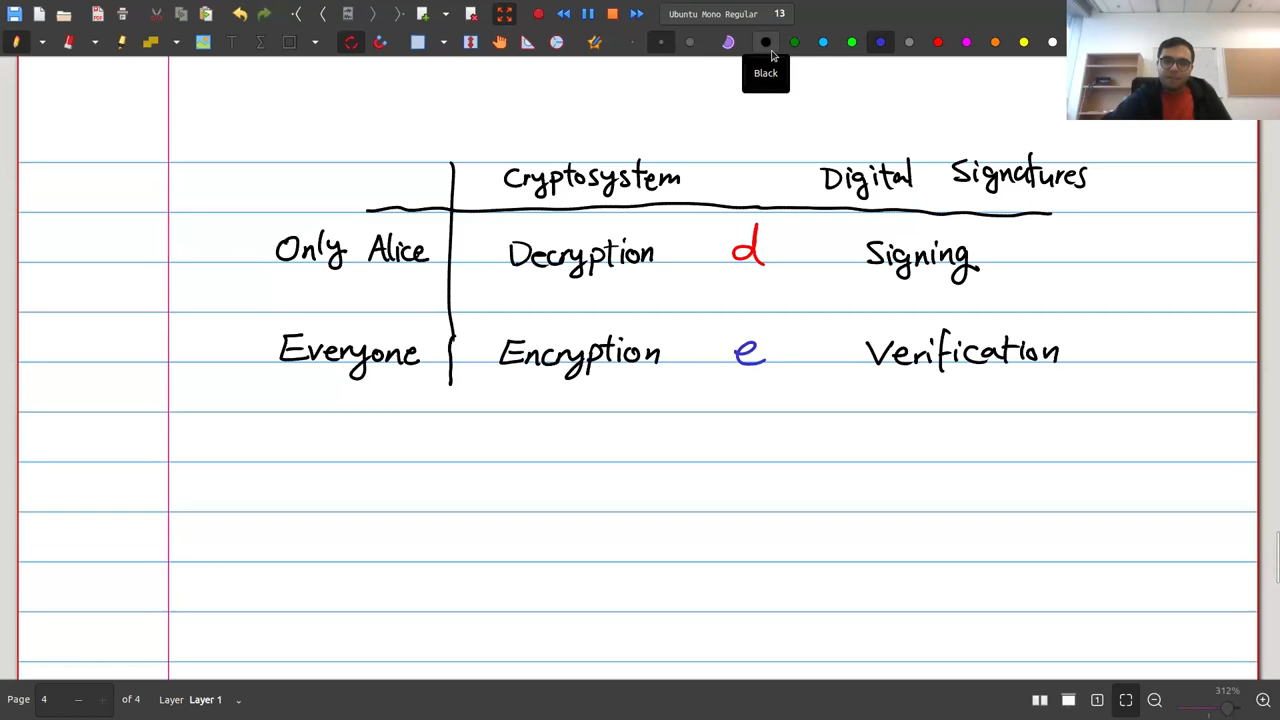 Ubuntu Mono Regular 13
Black
Cryptosystem Digital Signatures
Only Alice Decryption d Signing
Everyone Encryption e Verification
Page 4 of 4 Layer Layer 1 312%